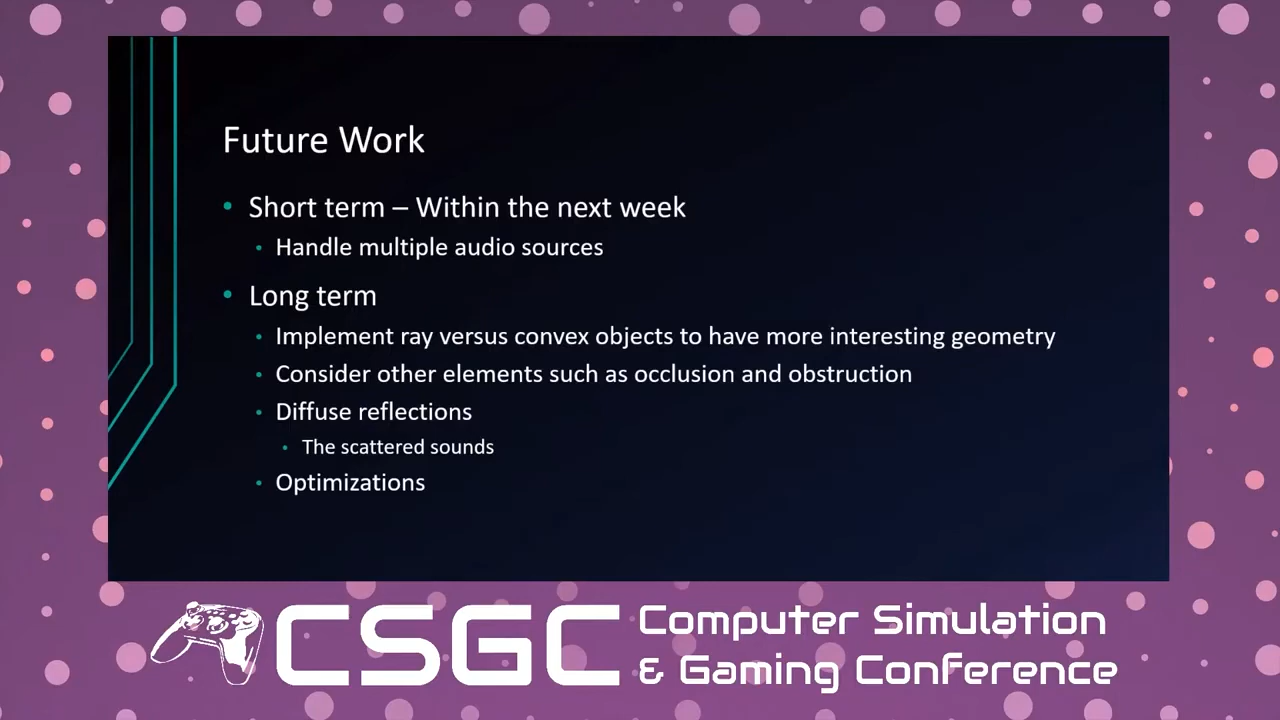 Future Work
• Short term – Within the next week
• Handle multiple audio sources
• Long term
• Implement ray versus convex objects to have more interesting geometry
• Consider other elements such as occlusion and obstruction
• Diffuse reflections
• The scattered sounds
• Optimizations
CSGC
Computer Simulation
& Gaming Conference